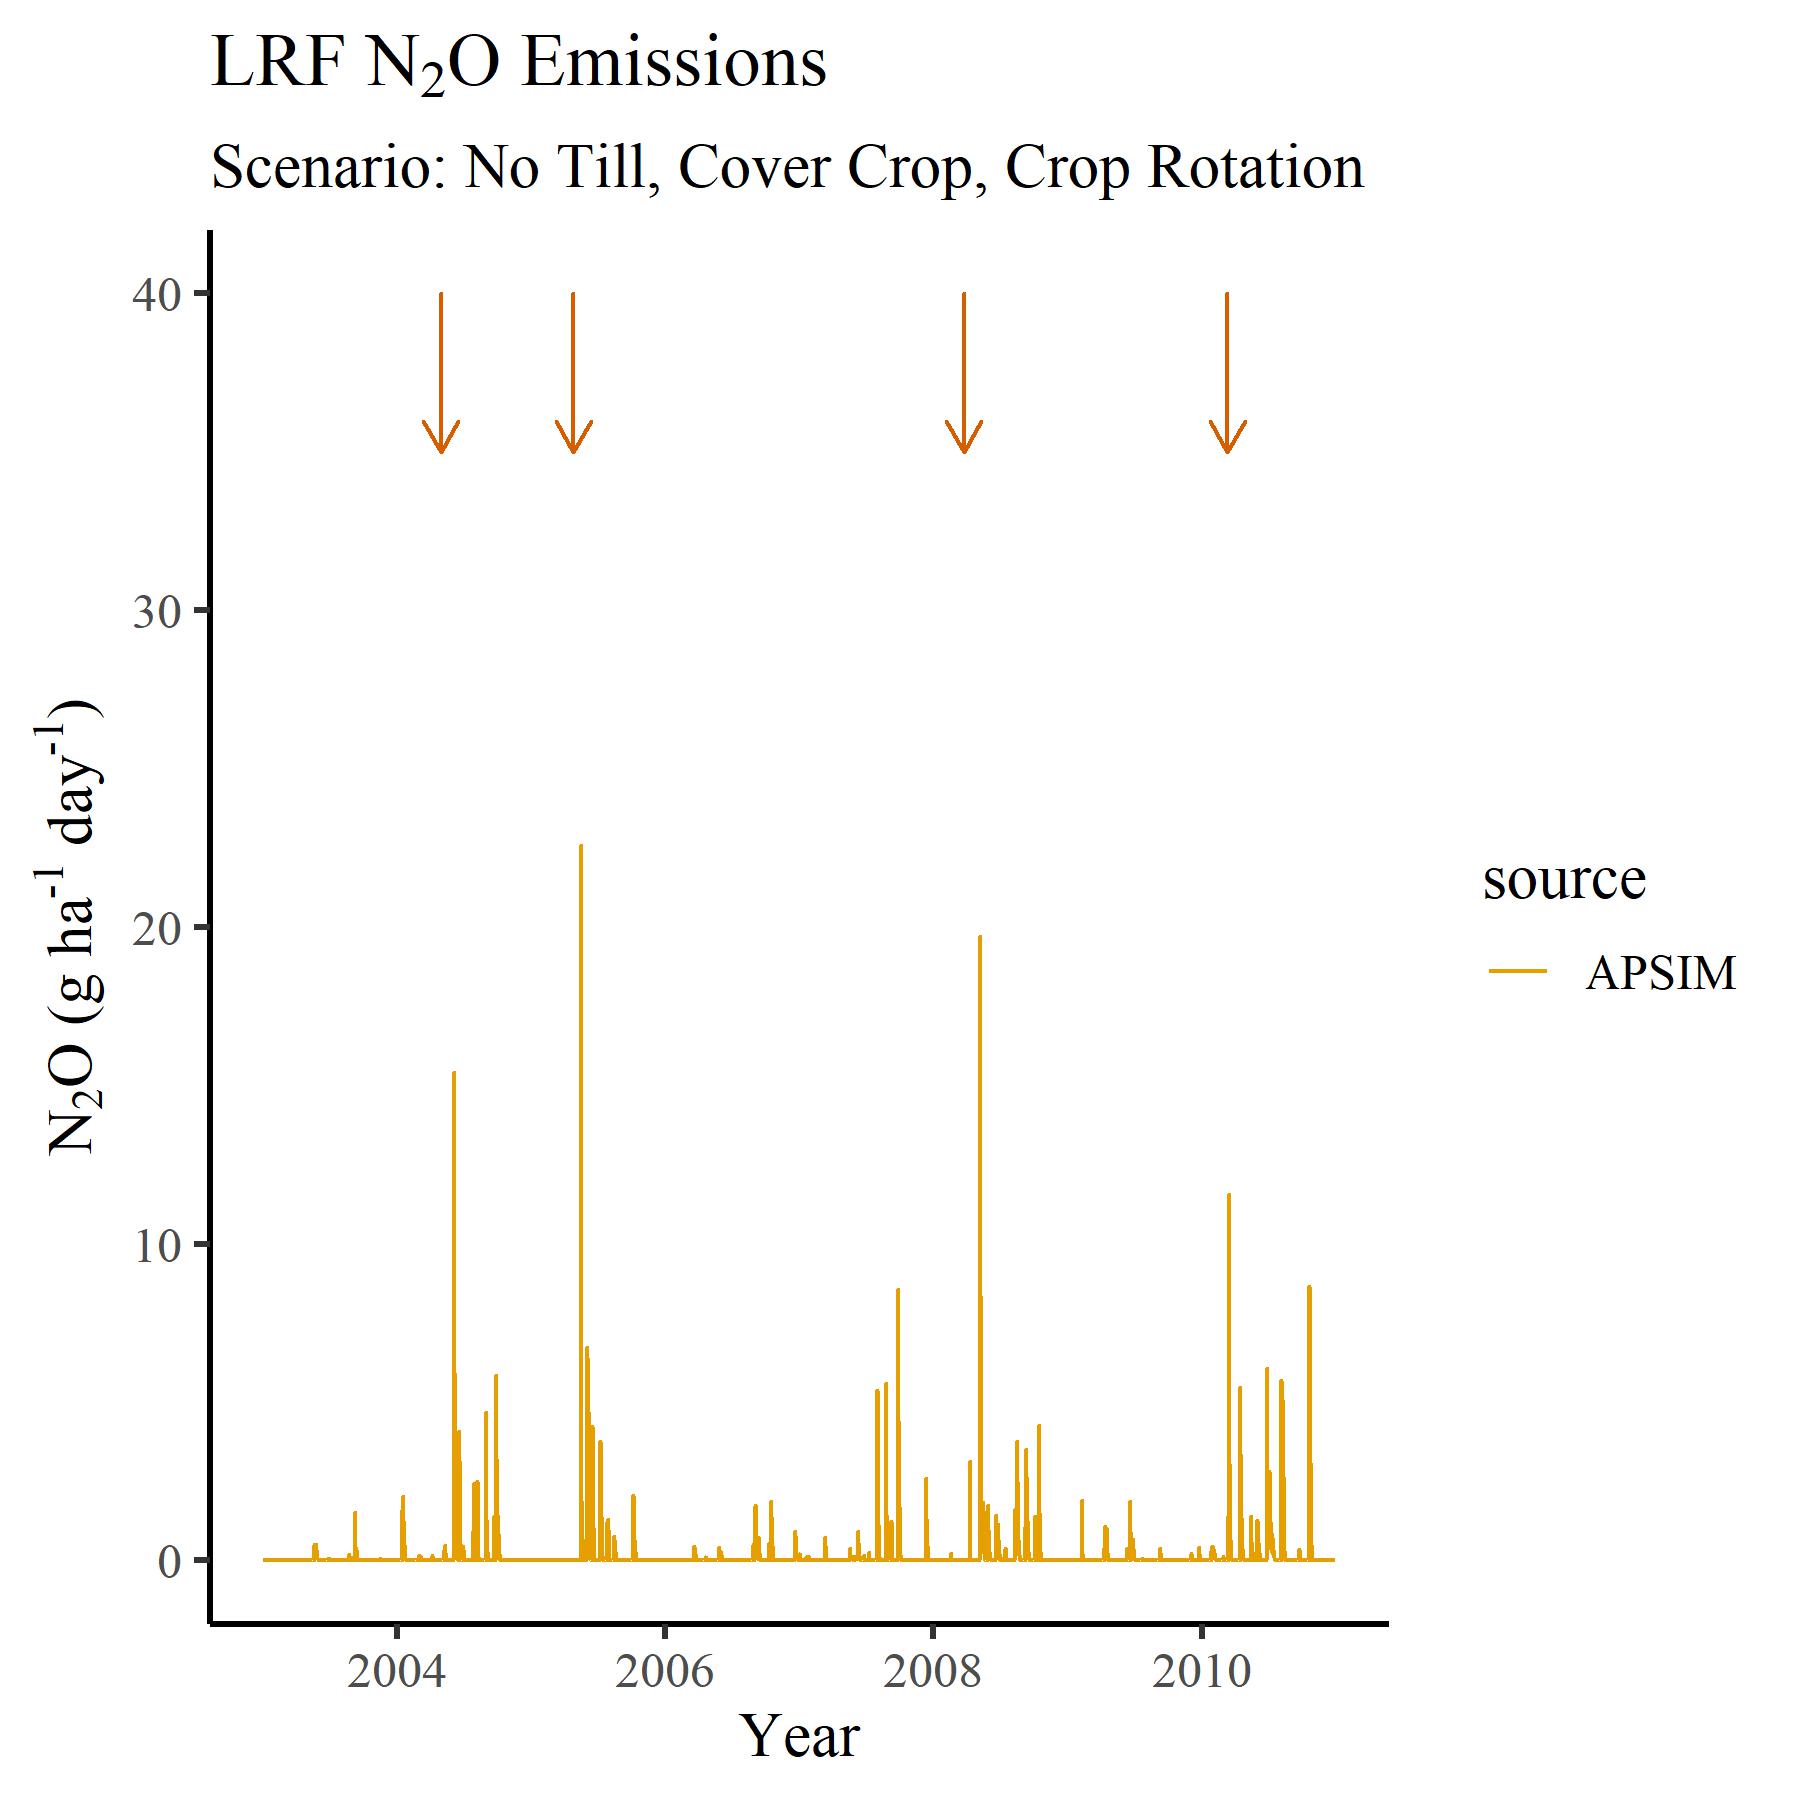 LRF N₂O Emissions
Scenario: No Till, Cover Crop, Crop Rotation
40
30
20
10
0
N₂O (g ha⁻¹ day⁻¹)
2004 2006 2008 2010
Year
source
APSIM